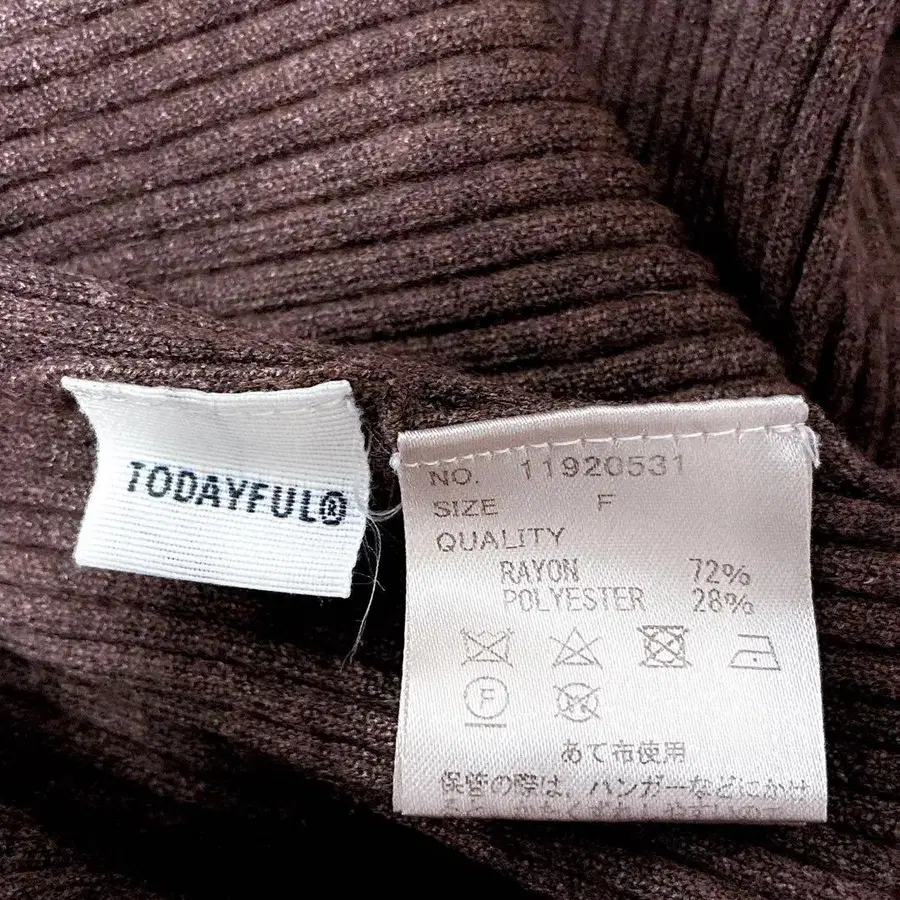 TODAYFUL®
NO. 11920531
SIZE F
QUALITY
RAYON 72%
POLYESTER 28%
F
あて布使用
保管の際は、ハンガーなどにかけ